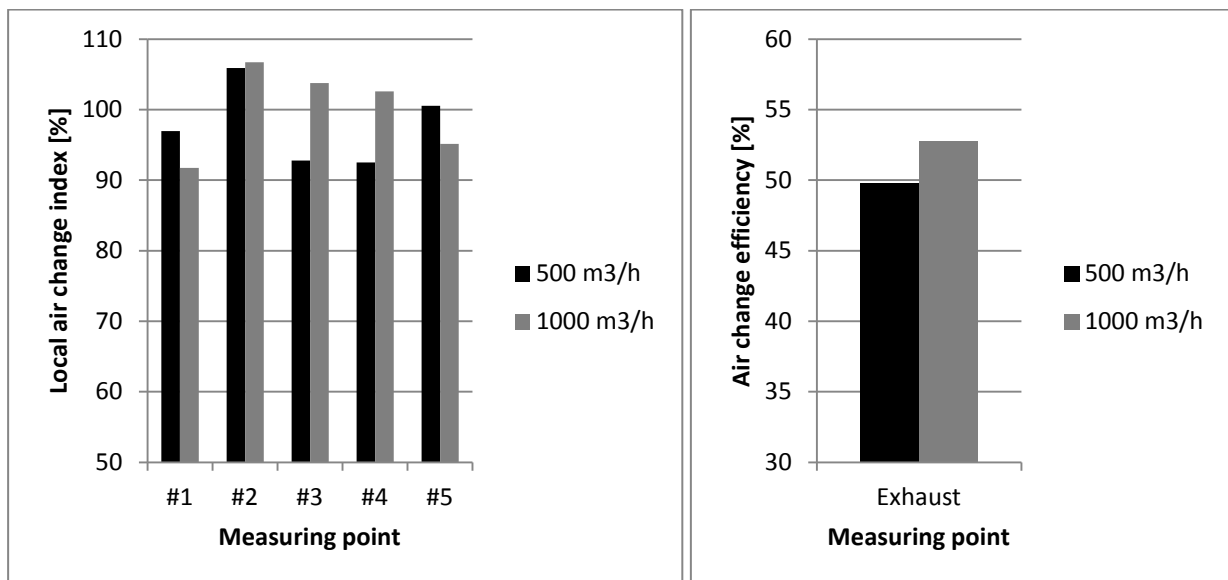 Local air change index [%]
110
100
90
80
70
60
50
#1 #2 #3 #4 #5
Measuring point
500 m3/h
1000 m3/h
Air change efficiency [%]
60
55
50
45
40
35
30
Exhaust
Measuring point
500 m3/h
1000 m3/h